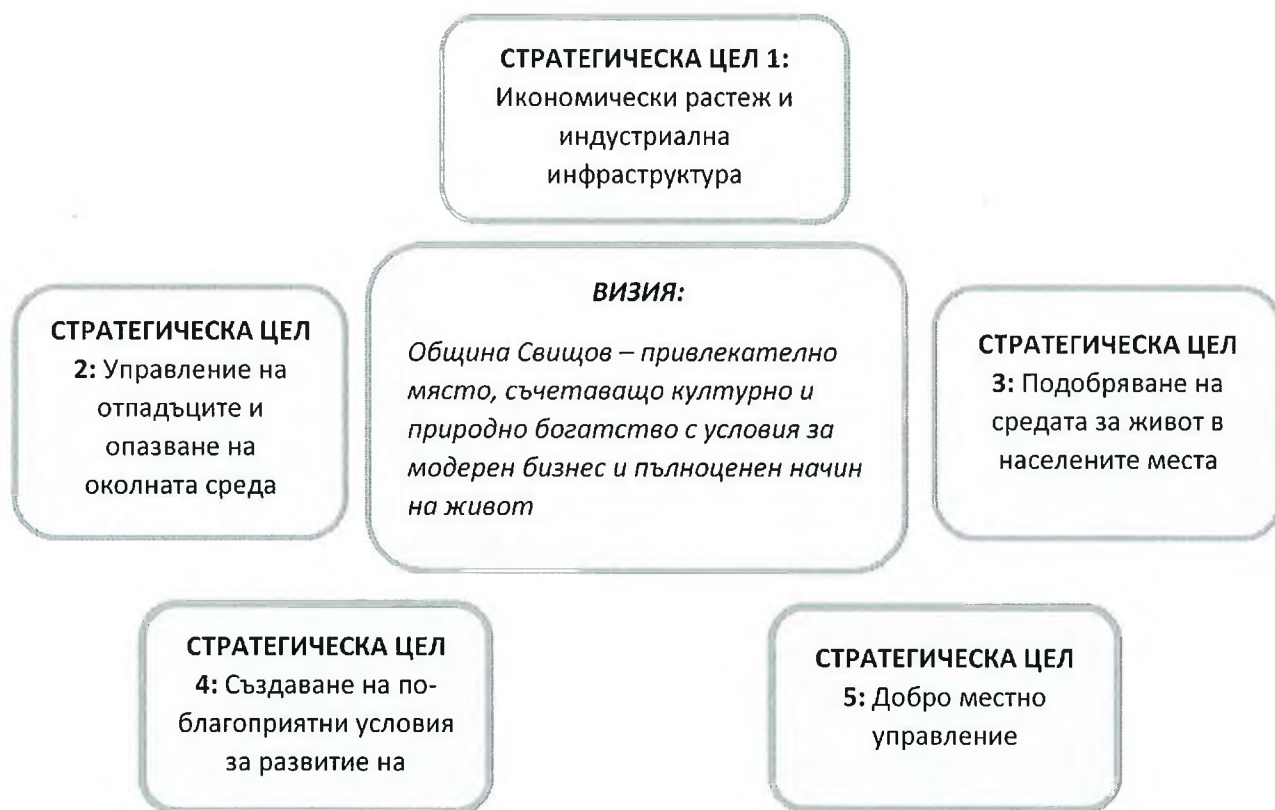 СТРАТЕГИЧЕСКА ЦЕЛ 1:
Икономически растеж и
индустриална
инфраструктура
ВИЗИЯ:
Община Свищов – привлекателно
място, съчетаващо културно и
природно богатство с условия за
модерен бизнес и пълноценен начин
на живот
СТРАТЕГИЧЕСКА ЦЕЛ
2: Управление на
отпадъците и
опазване на
околната среда
СТРАТЕГИЧЕСКА ЦЕЛ
3: Подобряване на
средата за живот в
населените места
СТРАТЕГИЧЕСКА ЦЕЛ
4: Създаване на по-
благоприятни условия
за развитие на
СТРАТЕГИЧЕСКА ЦЕЛ
5: Добро местно
управление